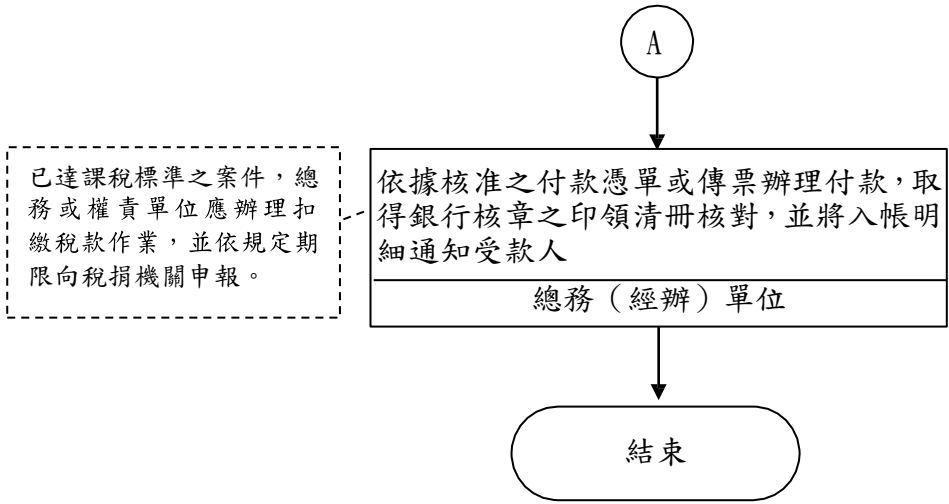 A
已達課稅標準之案件，總
務或權責單位應辦理扣
繳稅款作業，並依規定期
限向稅捐機關申報。
依據核准之付款憑單或傳票辦理付款，取
得銀行核章之印領清冊核對，並將入帳明
細通知受款人
總務（經辦）單位
結束